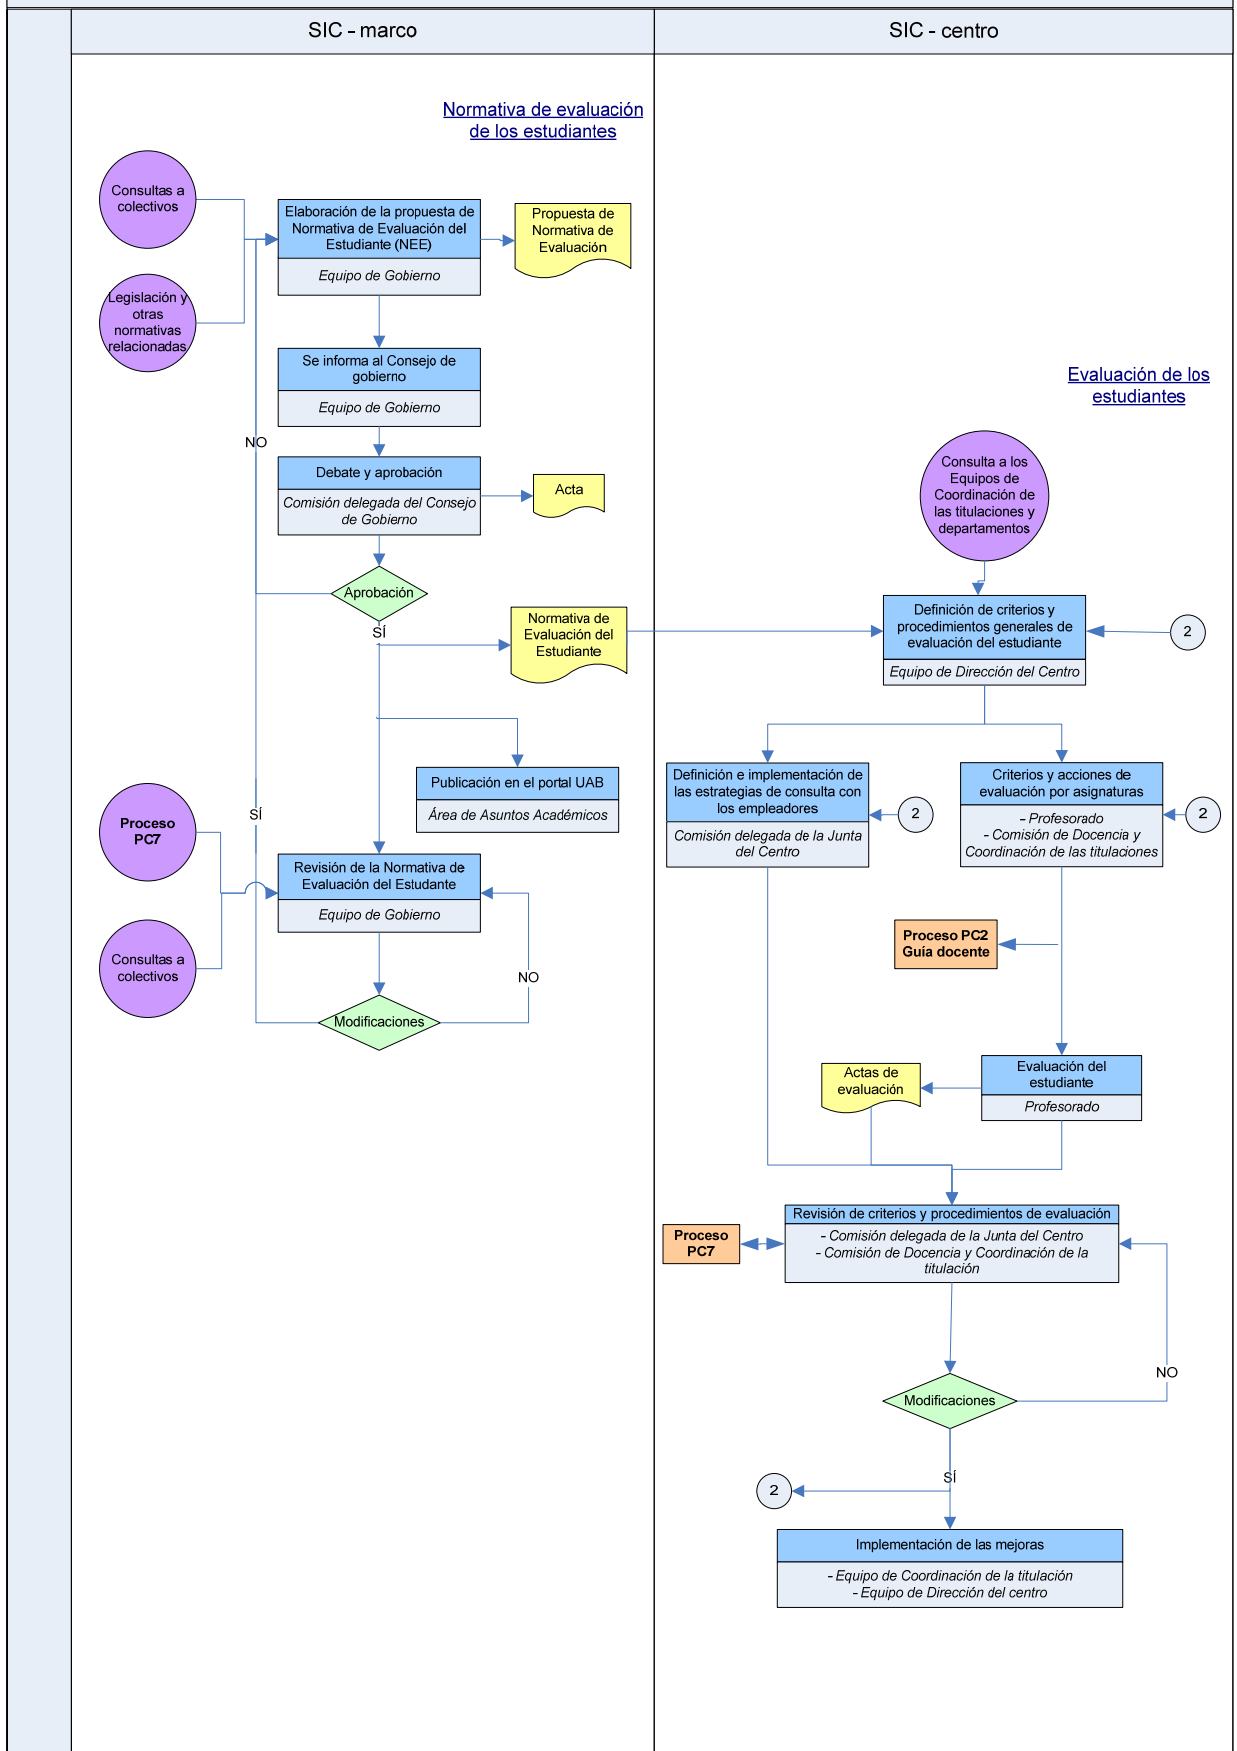 SIC - marco
SIC - centro
Normativa de evaluación
de los estudiantes
Consultas a
colectivos
Elaboración de la propuesta de
Normativa de Evaluación del
Estudiante (NEE)
Equipo de Gobierno
Propuesta de
Normativa de
Evaluación
Legislación y
otras
normativas
relacionadas
Se informa al Consejo de
gobierno
Equipo de Gobierno
NO
Debate y aprobación
Comisión delegada del Consejo
de Gobierno
Acta
Aprobación
SÍ
Normativa de
Evaluación del
Estudiante
Publicación en el portal UAB
Área de Asuntos Académicos
Proceso
PC7
SÍ
Revisión de la Normativa de
Evaluación del Estudante
Equipo de Gobierno
Consultas a
colectivos
NO
Modificaciones
Evaluación de los
estudiantes
Consulta a los
Equipos de
Coordinación de
las titulaciones y
departamentos
Definición de criterios y
procedimientos generales de
evaluación del estudiante
Equipo de Dirección del Centro
2
Definición e implementación de
las estrategias de consulta con
los empleadores
Comisión delegada de la Junta
del Centro
2
Criterios y acciones de
evaluación por asignaturas
- Profesorado
- Comisión de Docencia y
Coordinación de las titulaciones
2
Proceso PC2
Guía docente
Actas de
evaluación
Evaluación del
estudiante
Profesorado
Revisión de criterios y procedimientos de evaluación
- Comisión delegada de la Junta del Centro
- Comisión de Docencia y Coordinación de la
titulación
Proceso
PC7
NO
Modificaciones
SÍ
2
Implementación de las mejoras
- Equipo de Coordinación de la titulación
- Equipo de Dirección del centro